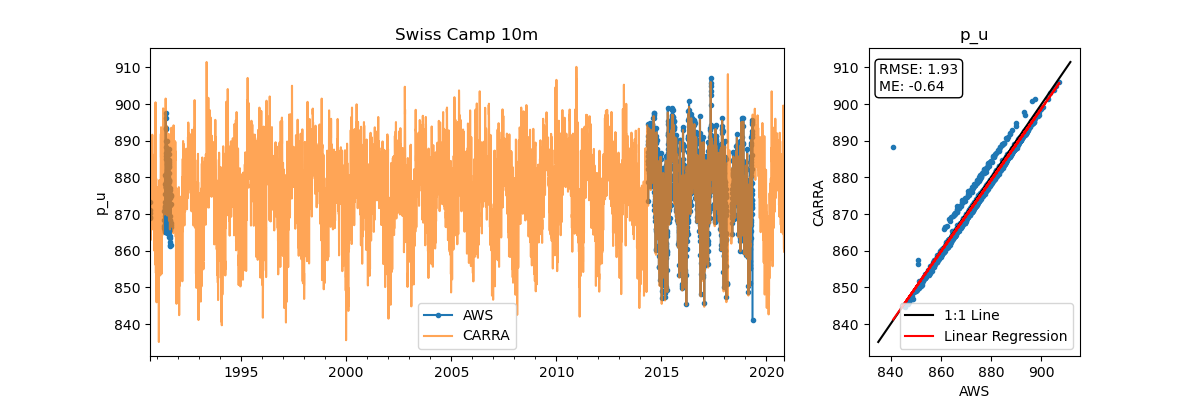 Swiss Camp 10m
p_u
910
900
890
880
870
860
850
840
p_u
AWS
CARRA
1995
2000
2005
2010
2015
2020
p_u
910
900
890
880
870
860
850
840
CARRA
RMSE: 1.93
ME: -0.64
1:1 Line
Linear Regression
840
860
880
900
AWS